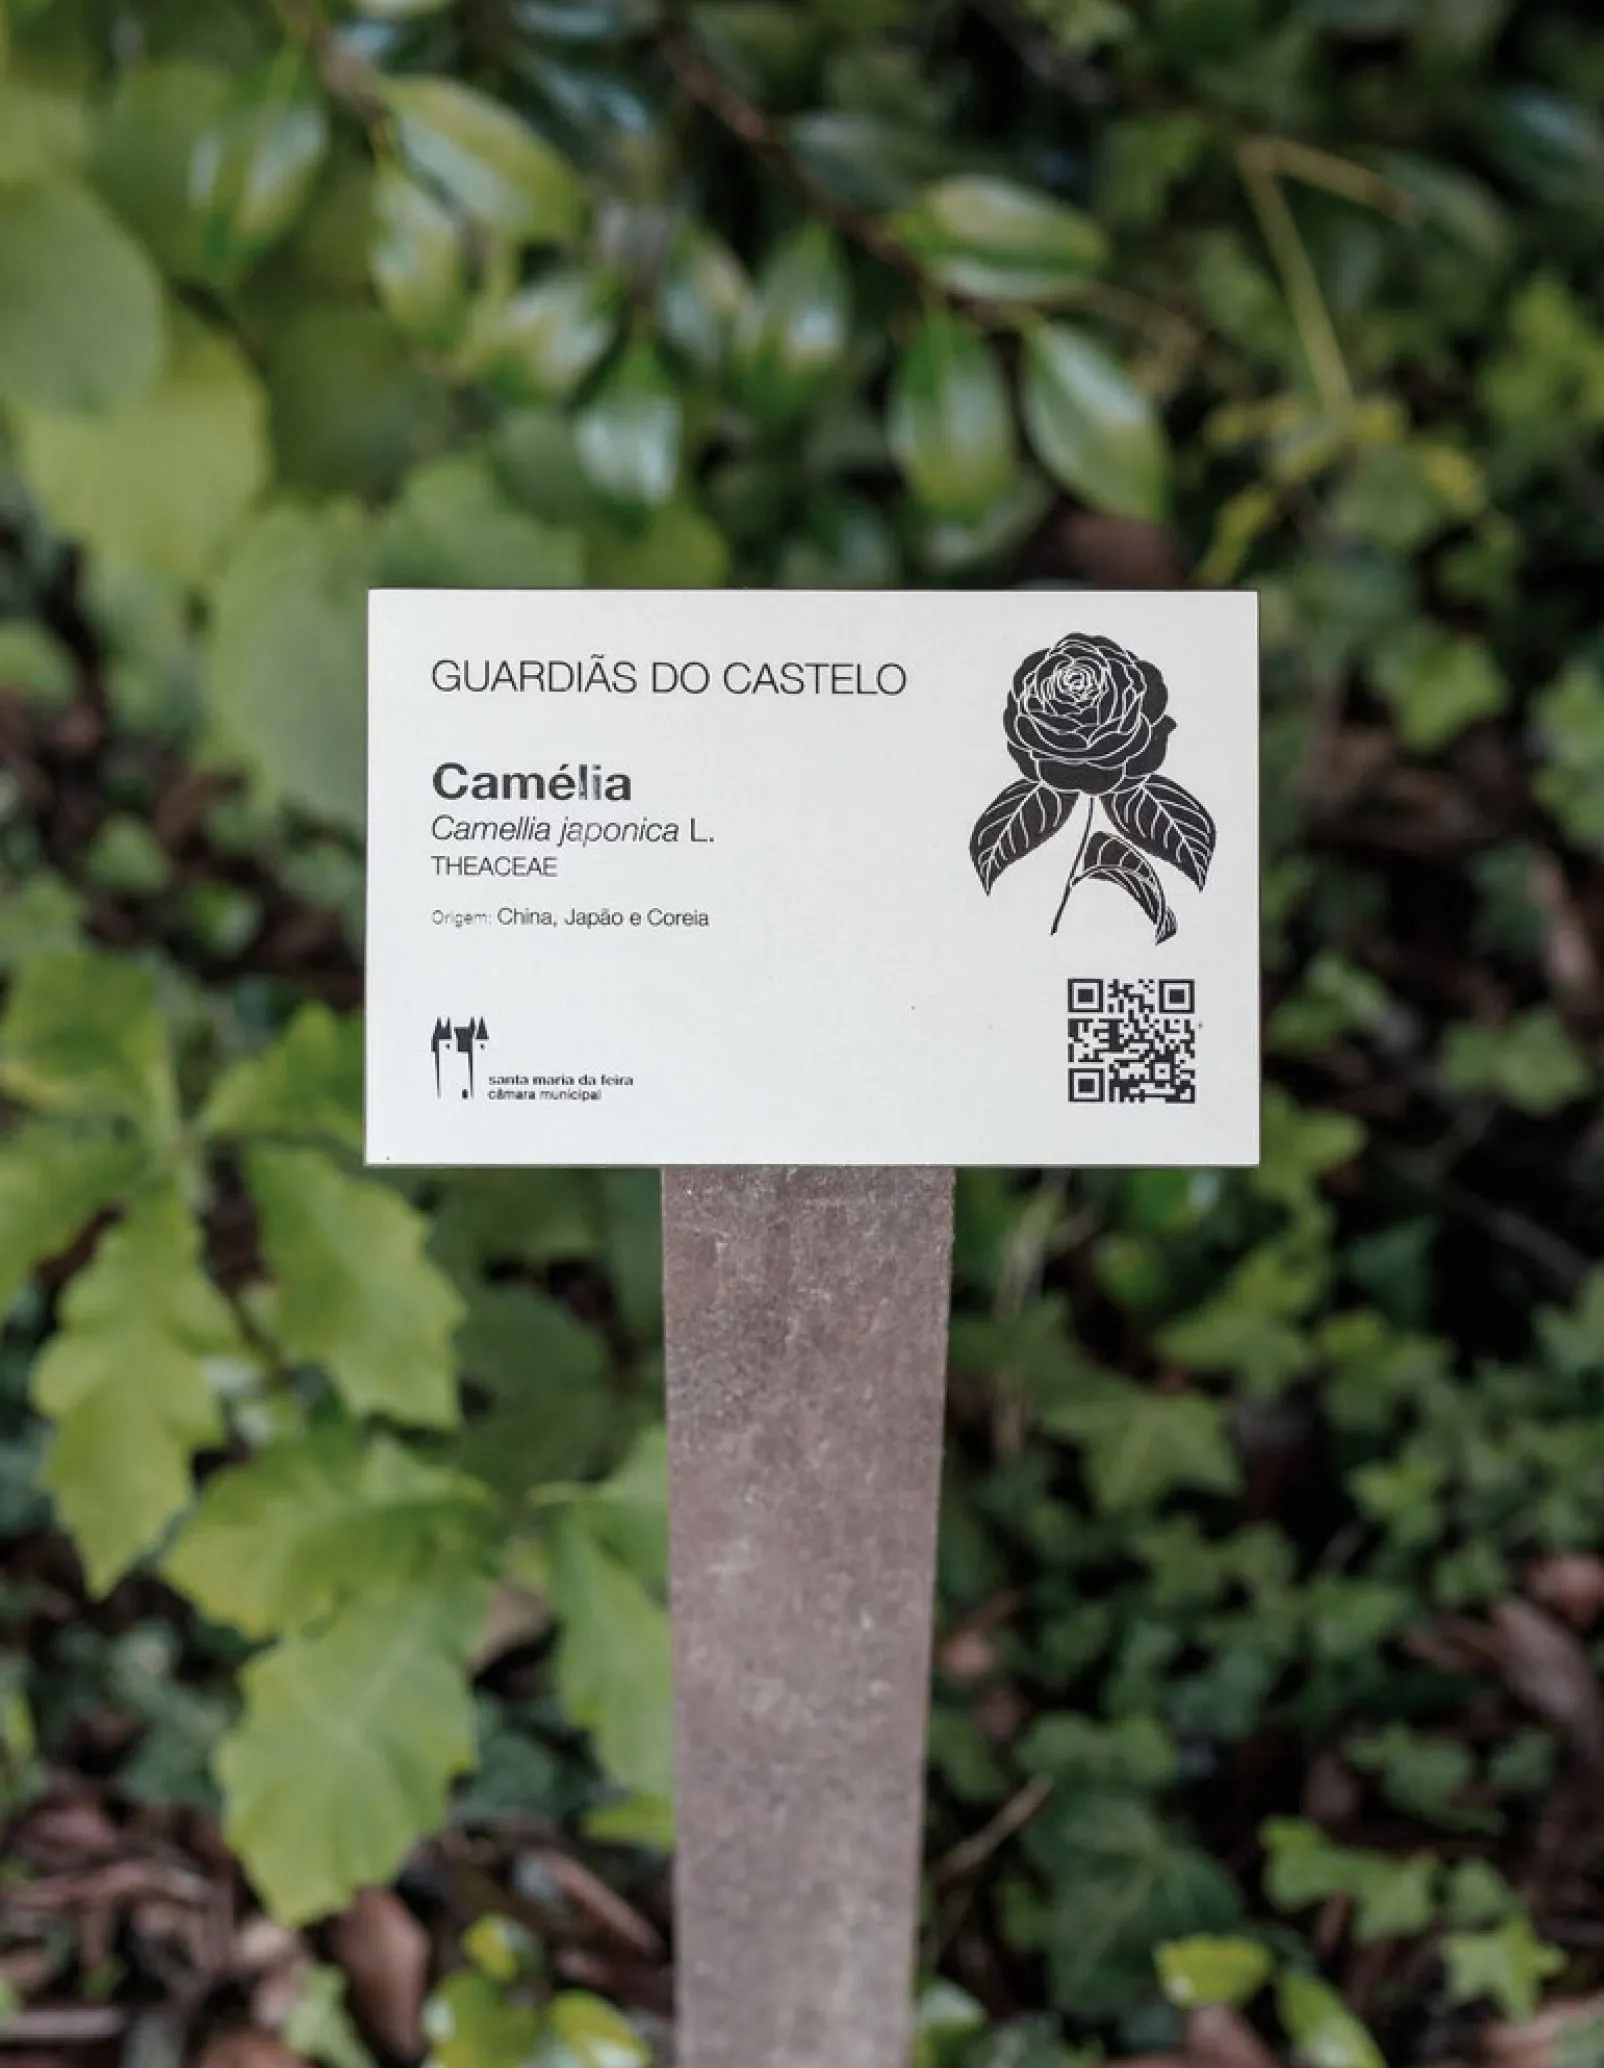 GUARDIÃS DO CASTELO
Camélia
Camellia japonica L.
THEACEAE
Origem: China, Japão e Coreia
santa maria da feira
câmara municipal